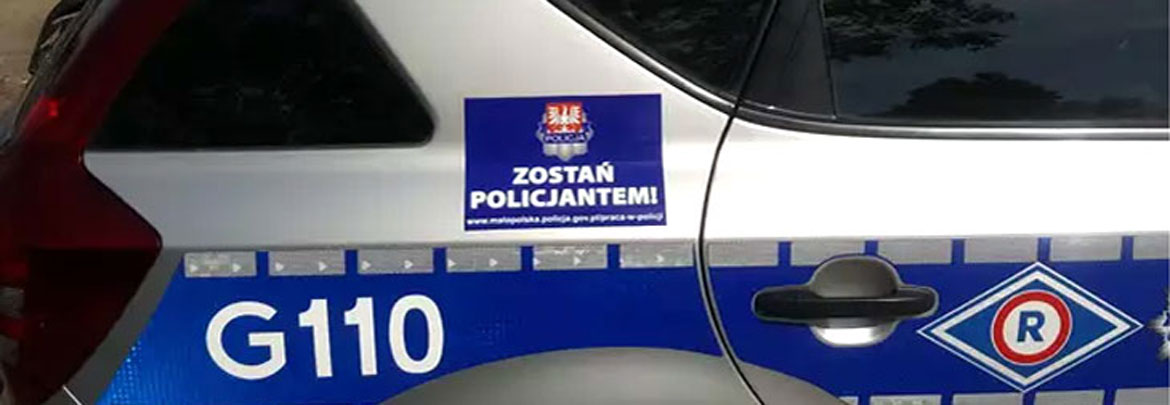 POLICJA
ZOSTAŃ
POLICJANTEM!
www.malopolska.policja.gov.pl/praca-w-policji
G110
R